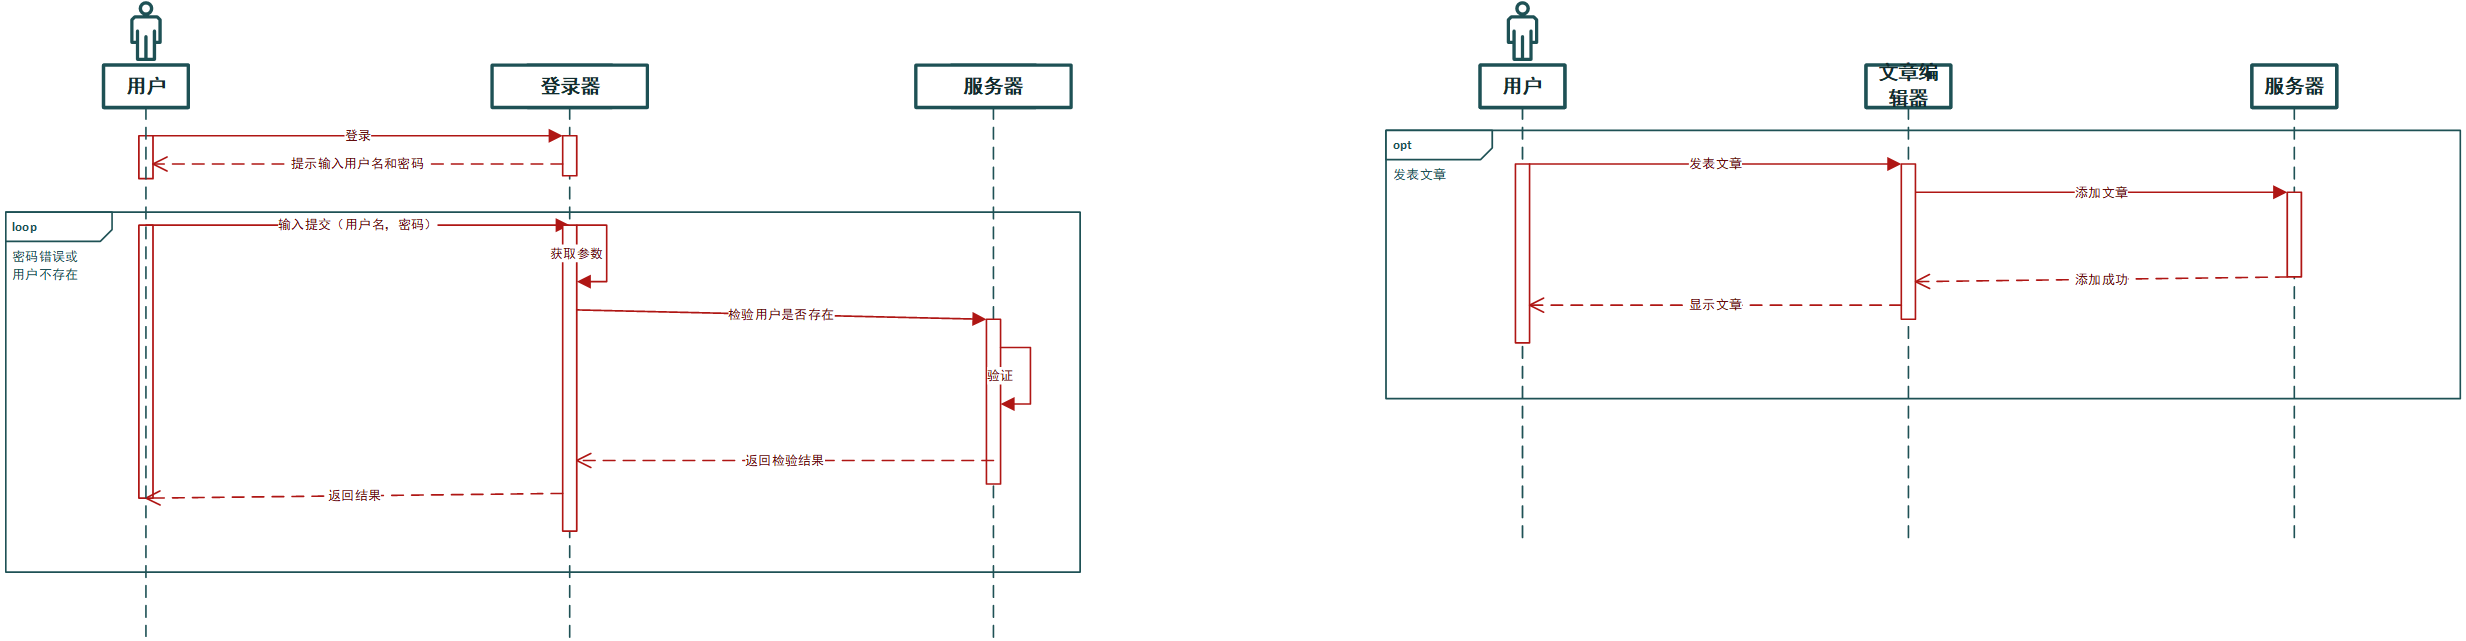 用户
登录器
服务器
登录
提示输入用户名和密码
loop
密码错误或
用户不存在
输入提交（用户名，密码）
获取参数
检验用户是否存在
验证
返回检验结果
返回结果
用户
文章编
辑器
服务器
opt
发表文章
发表文章
添加文章
添加成功
显示文章